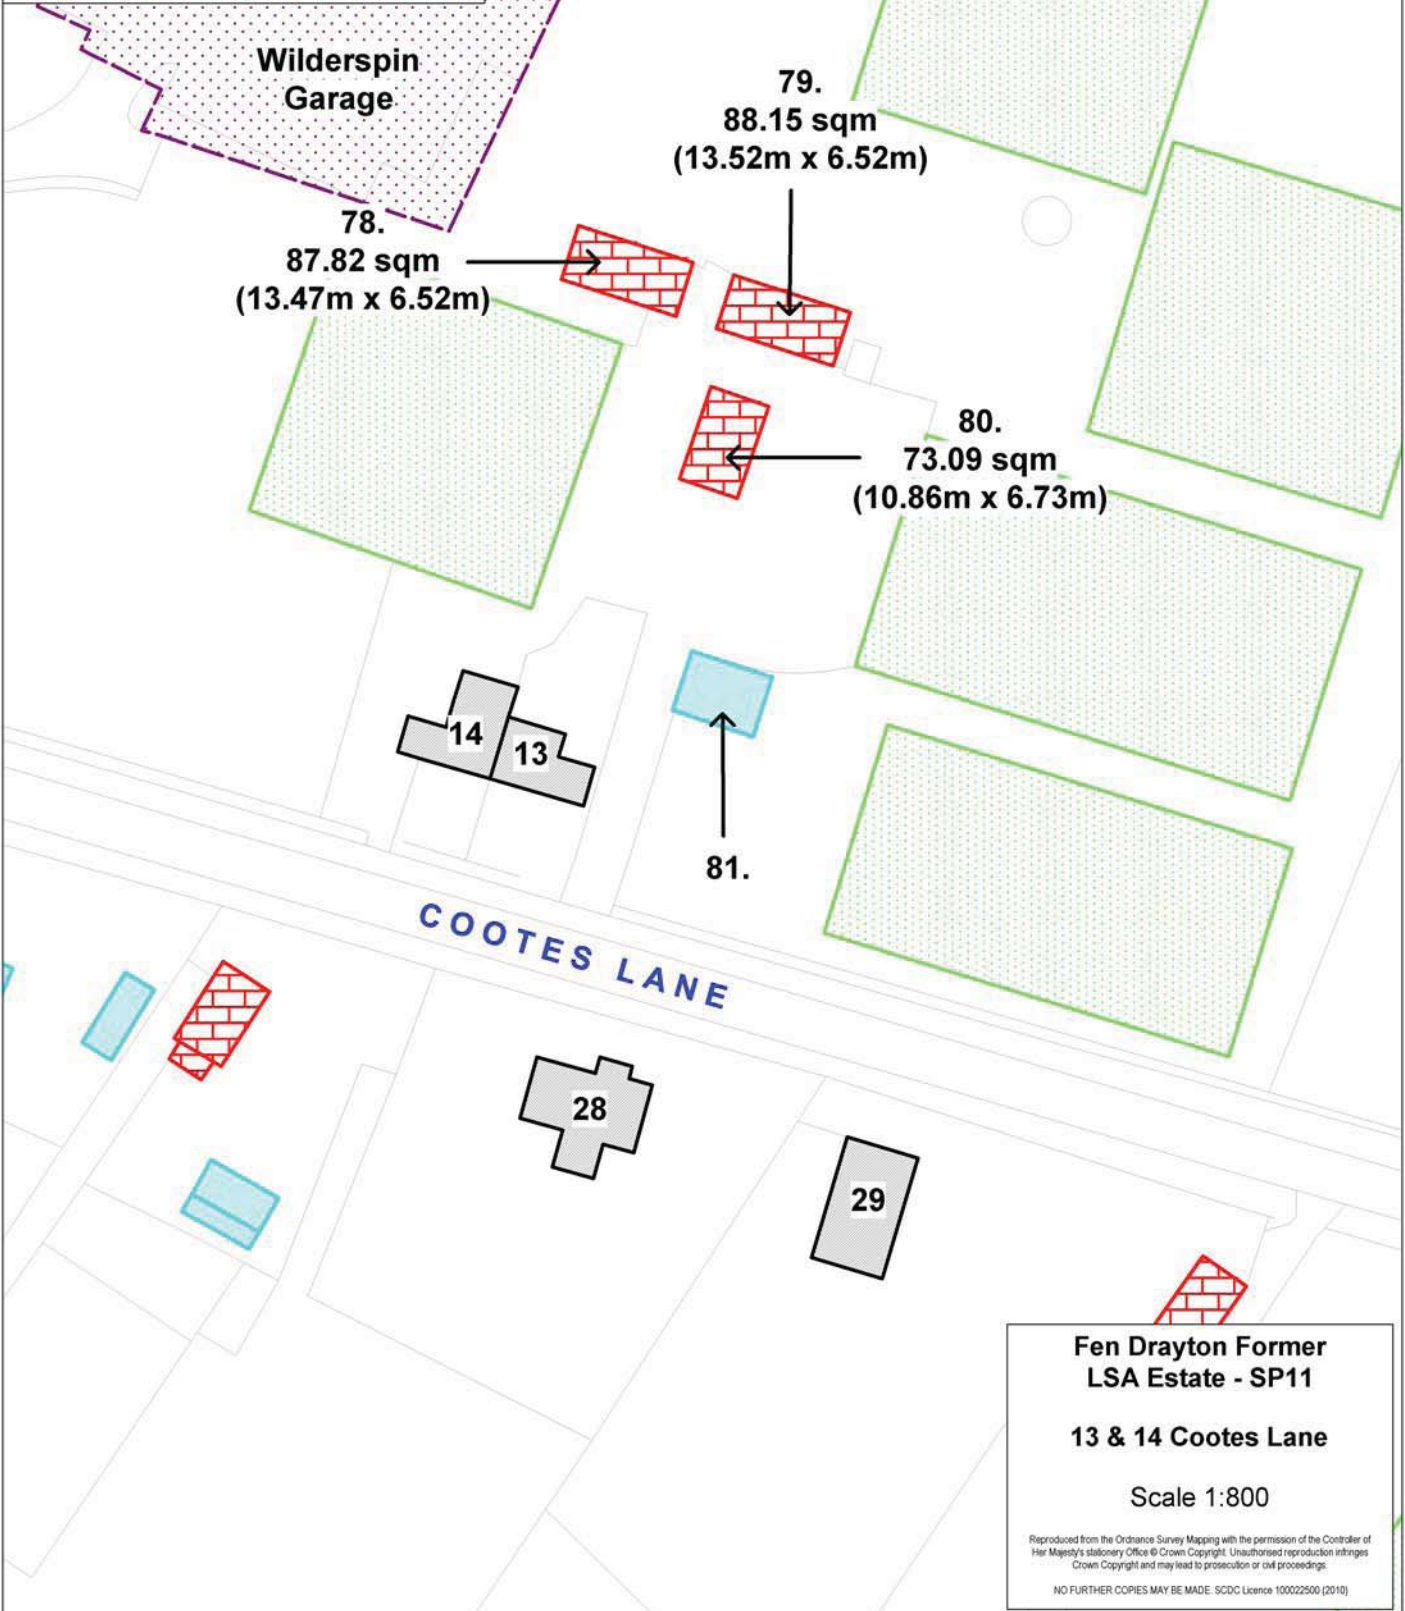 Wilderspin
Garage
79.
88.15 sqm
(13.52m x 6.52m)
78.
87.82 sqm
(13.47m x 6.52m)
80.
73.09 sqm
(10.86m x 6.73m)
14
13
81.
COOTES LANE
28
29
Fen Drayton Former
LSA Estate - SP11
13 & 14 Cootes Lane
Scale 1:800
Reproduced from the Ordnance Survey Mapping with the permission of the Controller of
Her Majesty's stationery Office © Crown Copyright. Unauthorised reproduction infringes
Crown Copyright and may lead to prosecution or civil proceedings.
NO FURTHER COPIES MAY BE MADE. SCDC Licence 100022500 (2010)